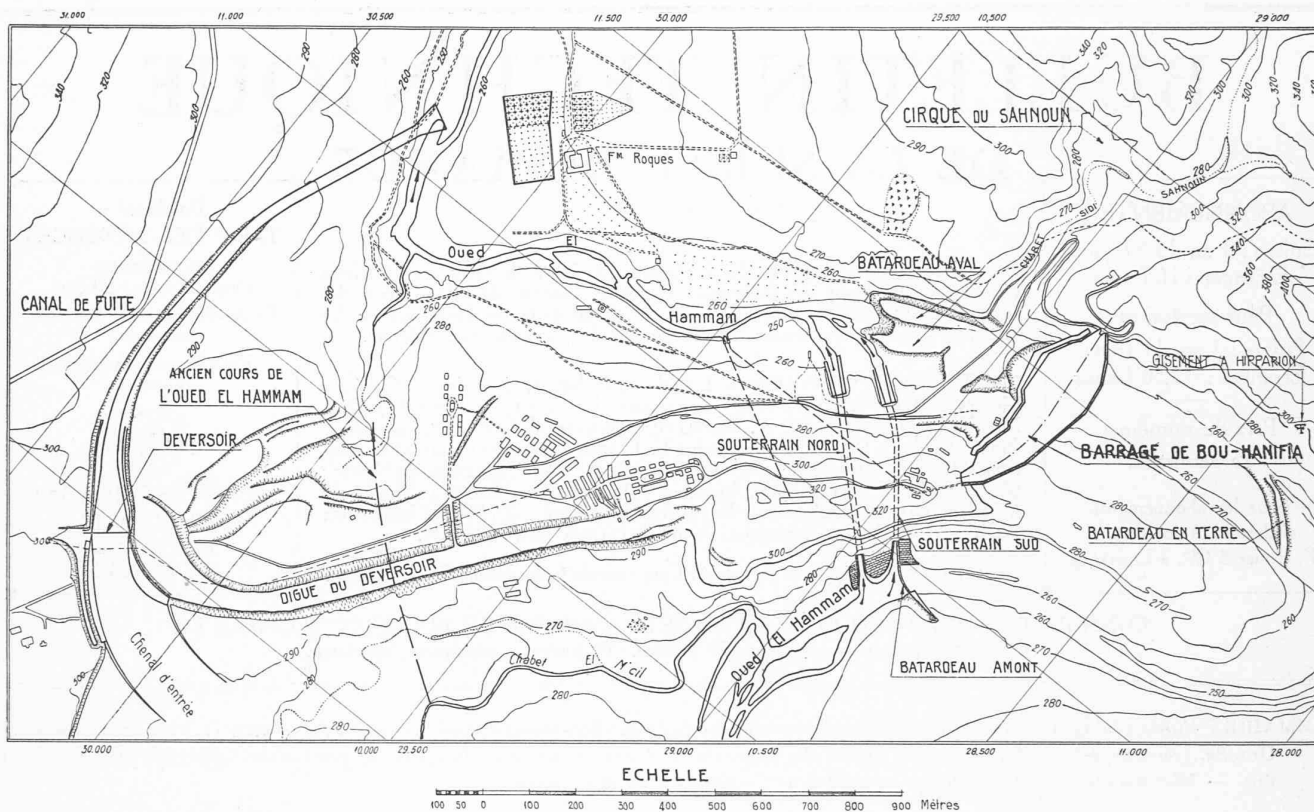 31.000 11.000 30.500 11.500 30.000 29.500 10.500 29.000
CIRQUE DU SAHNOUN
Fme Roques
SAHNOUN
SIDI
CHABET
Oued El
BATARDEAU AVAL
Hammam
CANAL DE FUITE
GISEMENT A HIPPARION
ANCIEN COURS DE
L'OUED EL HAMMAM
DEVERSOIR
SOUTERRAIN NORD
BARRAGE DE BOU-HANIFIA
BATARDEAU EN TERRE
SOUTERRAIN SUD
DIGUE DU DEVERSOIR
Oued El Hammam
Chabet El N'cil
BATARDEAU AMONT
Chenal
d'entrée
30.000 10.000 29.500 29.000 10.500 28.500 11.000 28.000
ECHELLE
100 50 0 100 200 300 400 500 600 700 800 900 Mètres